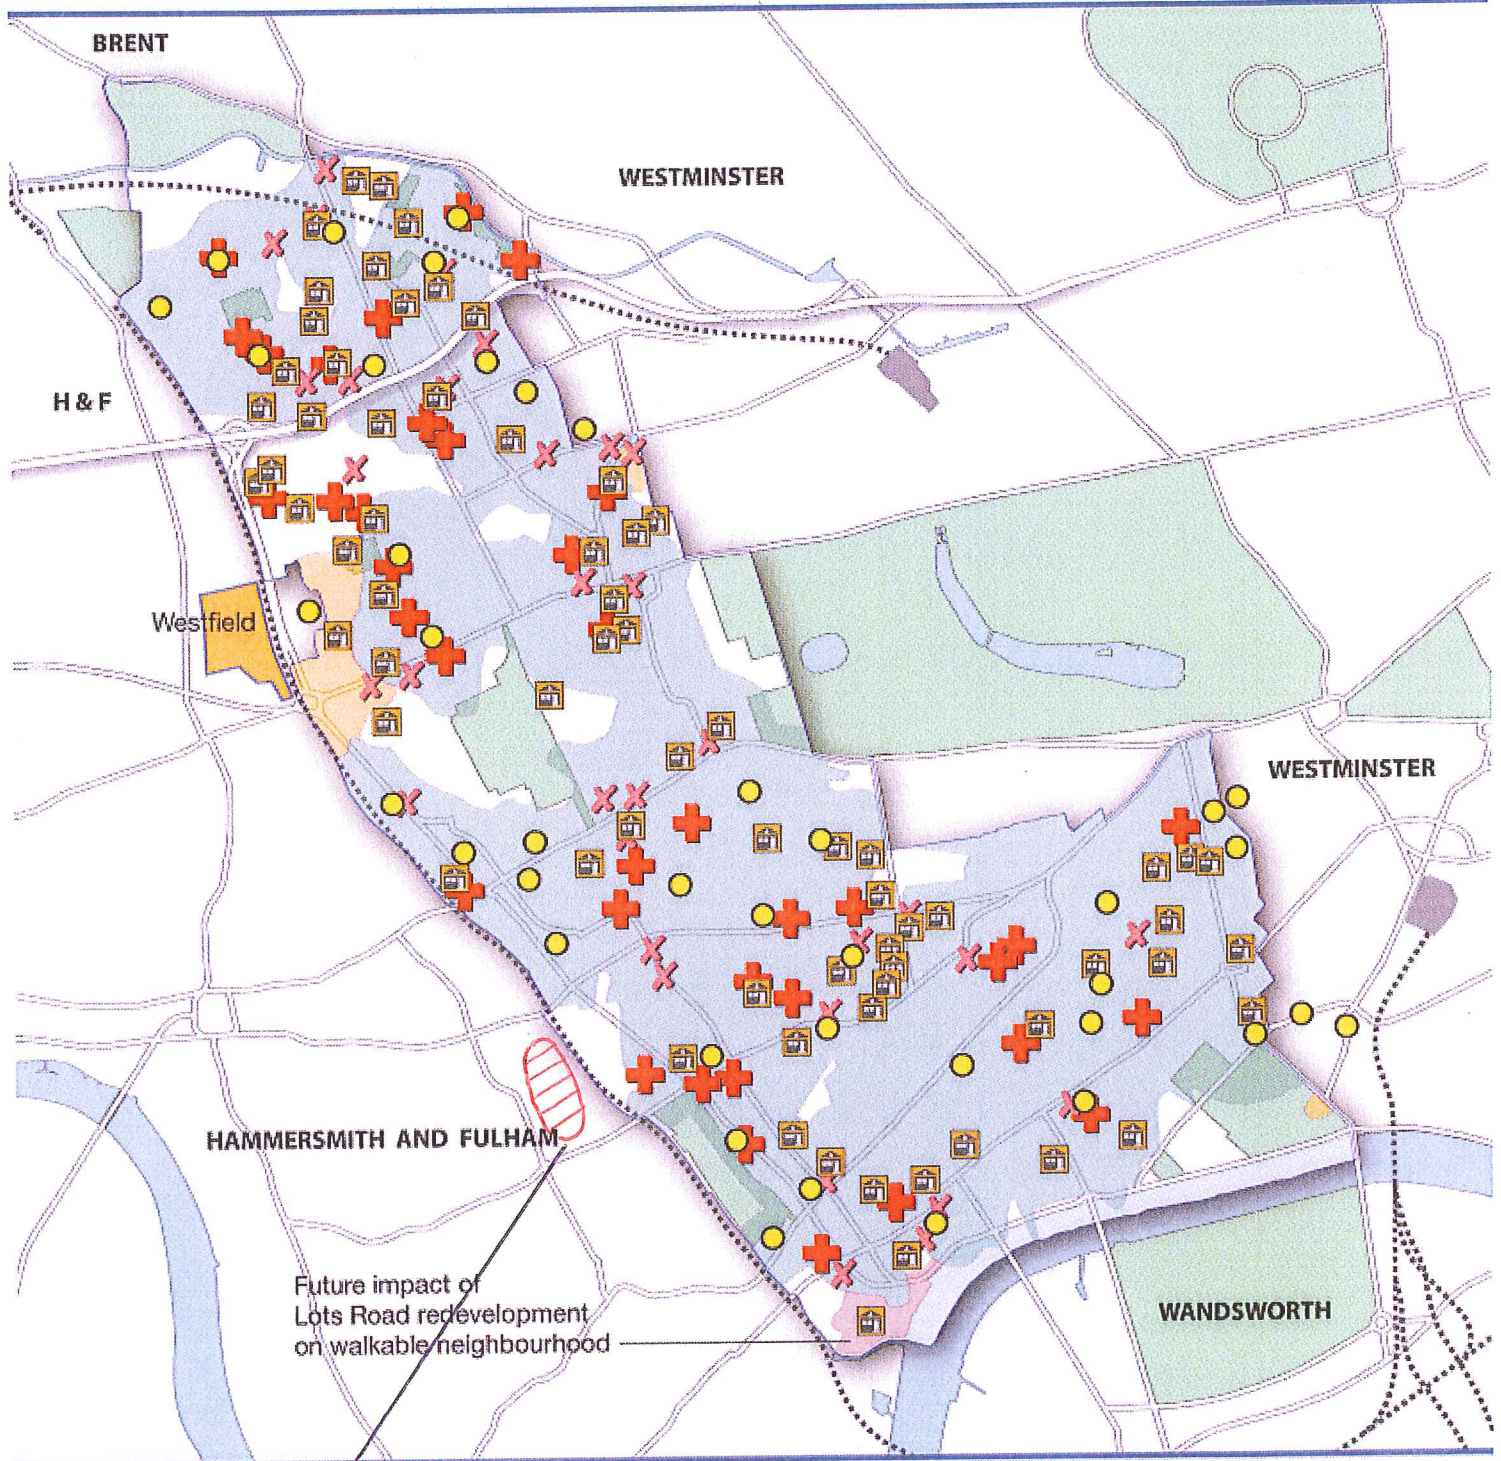 BRENT
WESTMINSTER
H & F
Westfield
WESTMINSTER
HAMMERSMITH AND FULHAM
Future impact of
Lots Road redevelopment
on walkable neighbourhood
WANDSWORTH